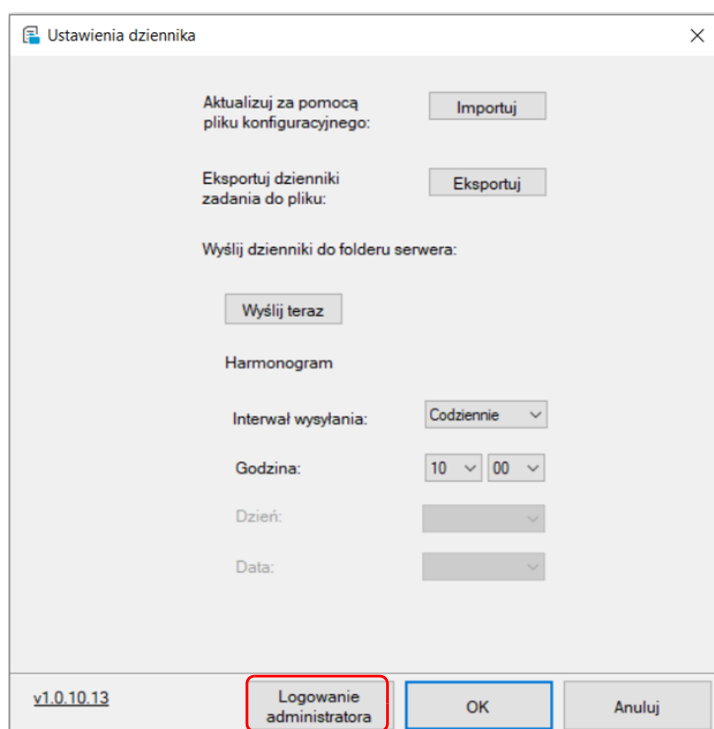 Ustawienia dziennika
Aktualizuj za pomocą
pliku konfiguracyjnego:
Importuj
Eksportuj dzienniki
zadania do pliku:
Eksportuj
Wyślij dzienniki do folderu serwera:
Wyślij teraz
Harmonogram
Interwał wysyłania:
Codziennie
Godzina:
10
00
Dzień:
Data:
v1.0.10.13
Logowanie
administratora
OK
Anuluj